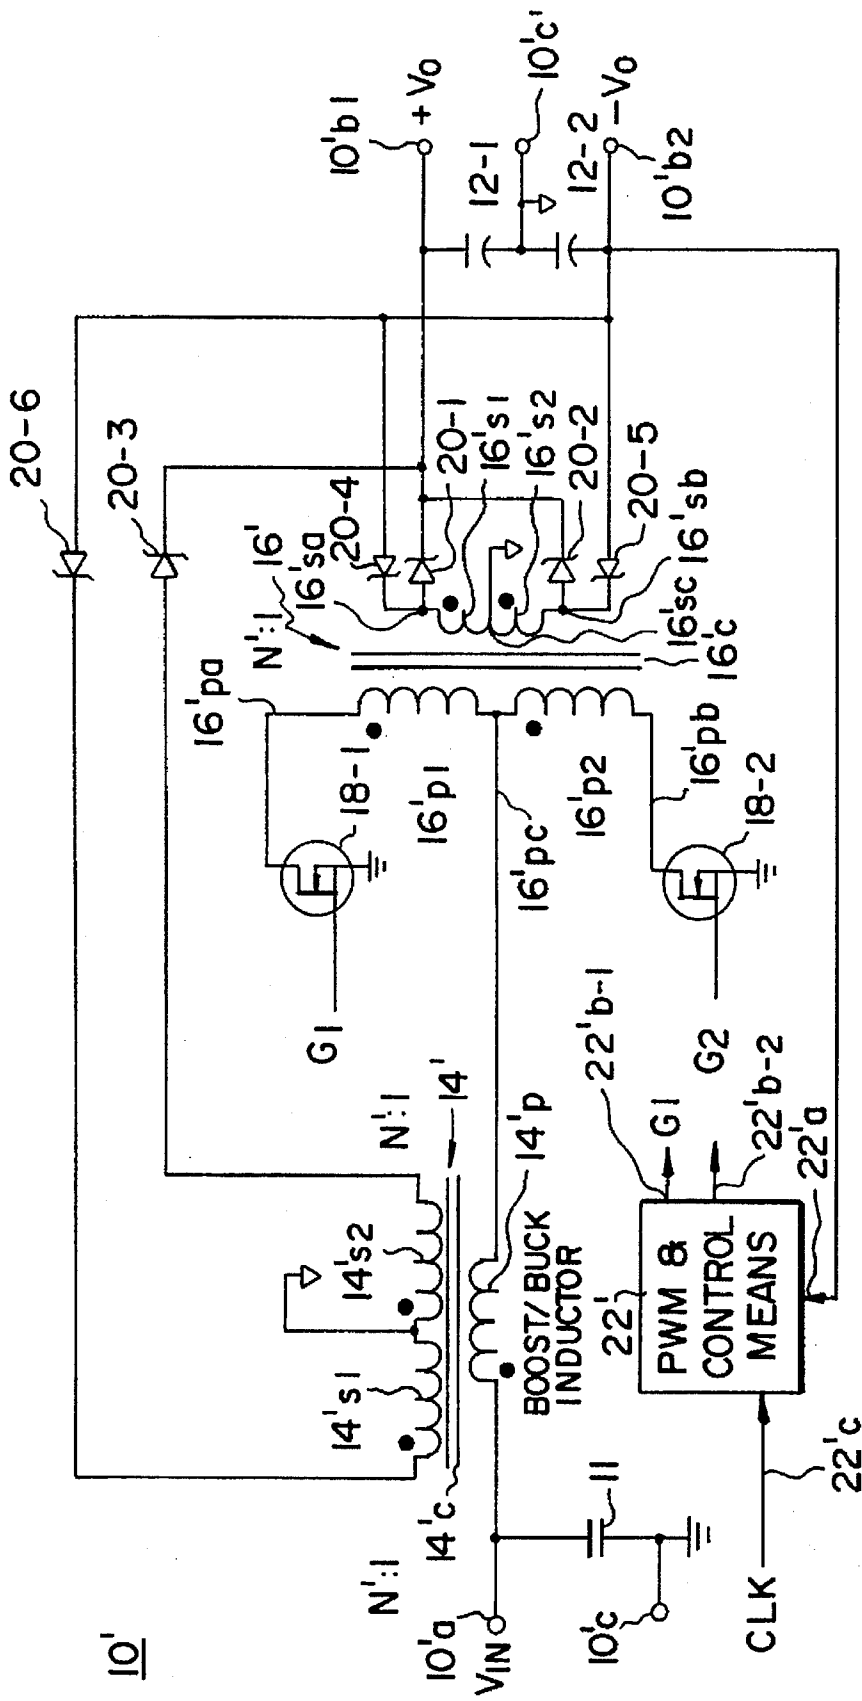 10'
20-6
20-3
10'b1
+VO
12-1
10'c'
12-2
-VO
10'b2
16'
N':1
16'sa
20-4
20-1
16's1
16's2
20-2
20-5
16'sb
16'sc
16'c
16'pa
18-1
16'p1
16'pc
16'p2
16'pb
18-2
G1
G2
N':1
14'
14's2
14's1
14'p
BOOST/BUCK
INDUCTOR
14'c
N':1
10'a
VIN
11
10'c
22'
PWM &
CONTROL
MEANS
22'b-1
G1
22'b-2
22'a
22'c
CLK